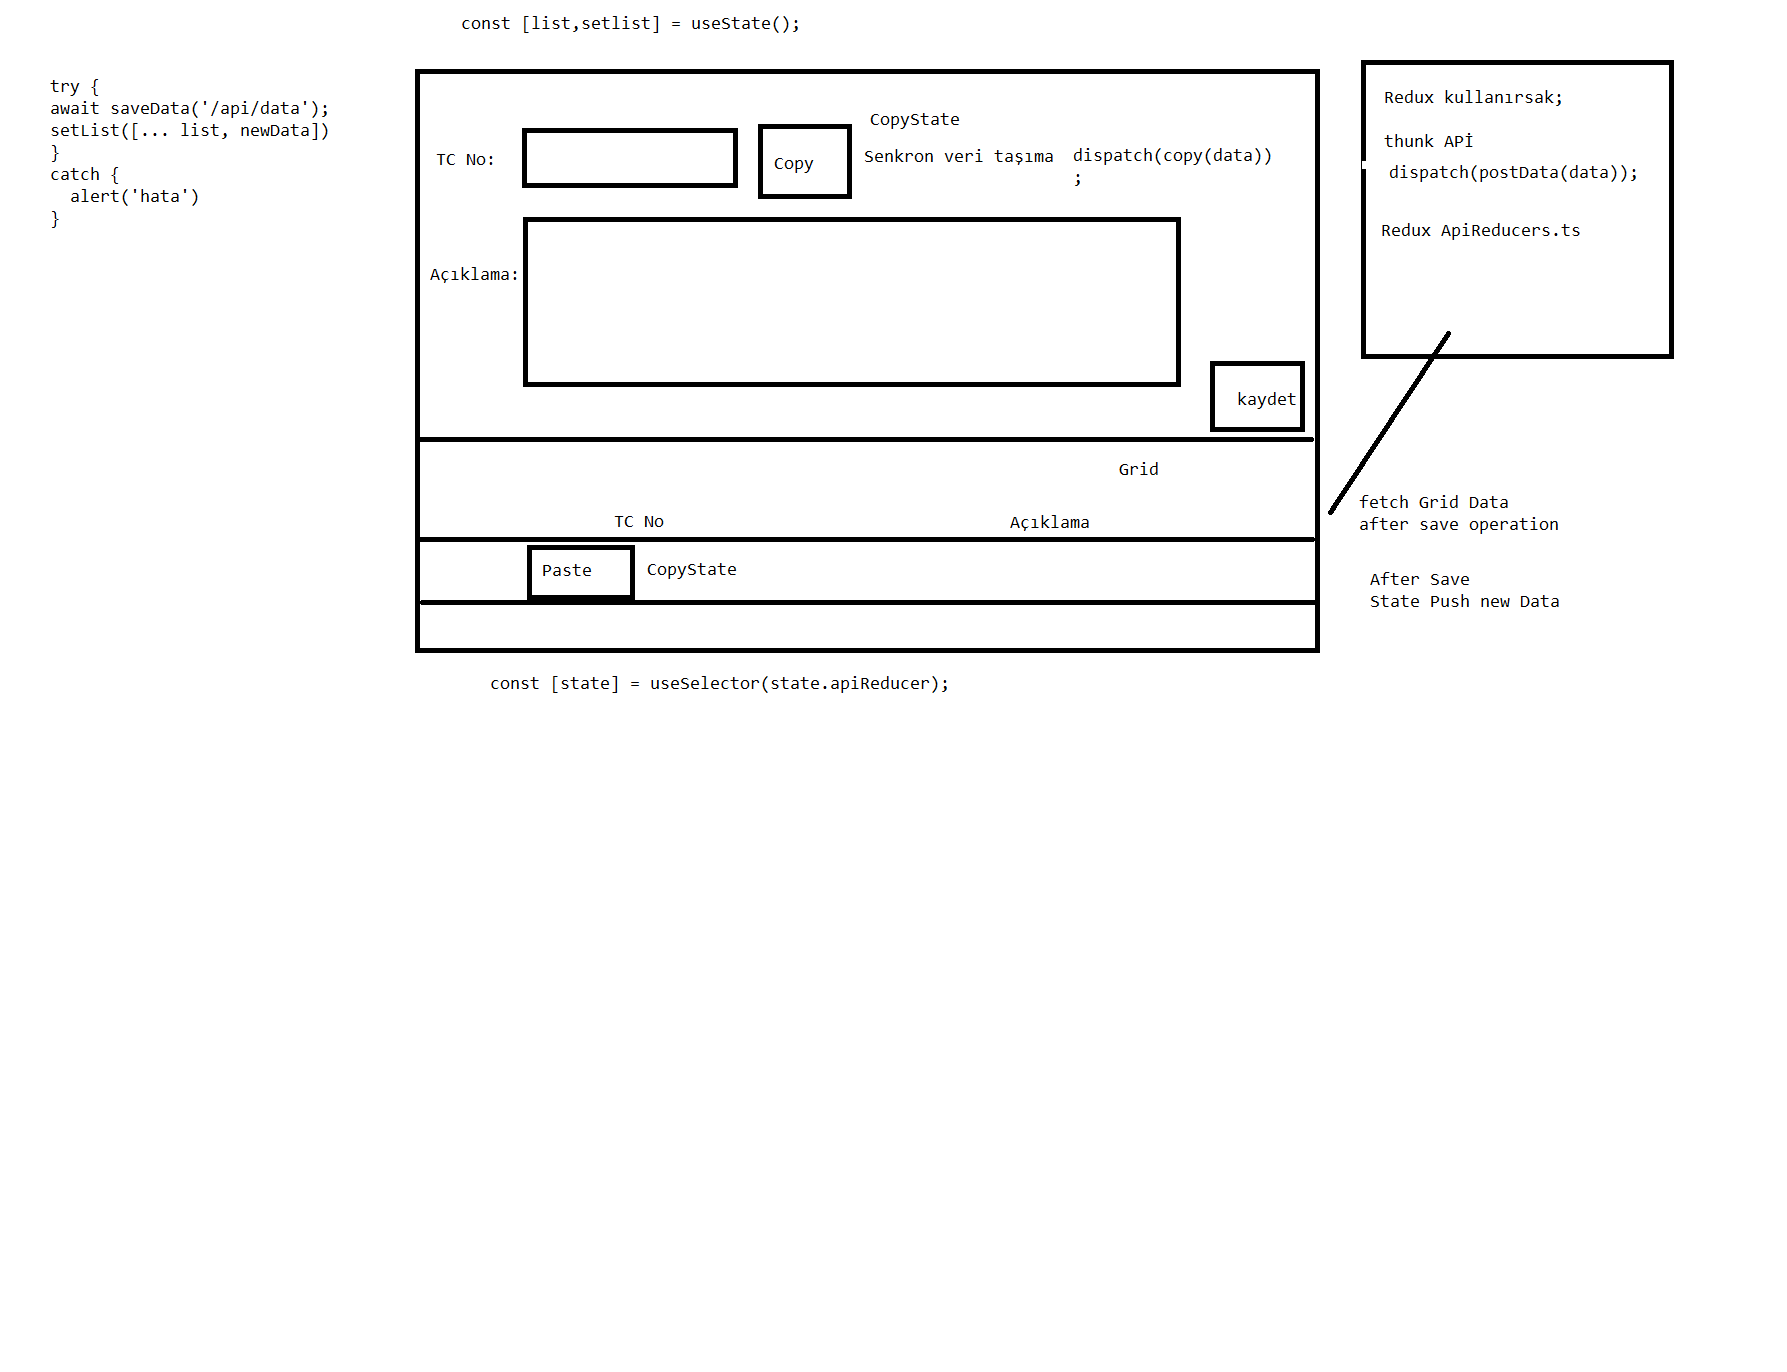 const [list,setlist] = useState();
try {
await saveData('/api/data');
setList([... list, newData])
}
catch {
  alert('hata')
}
TC No:
Copy
CopyState
Senkron veri taşıma
dispatch(copy(data))
;
Açıklama:
kaydet
Grid
TC No
Açıklama
Paste
CopyState
const [state] = useSelector(state.apiReducer);
Redux kullanırsak;
thunk APİ
dispatch(postData(data));
Redux ApiReducers.ts
fetch Grid Data
after save operation
After Save
State Push new Data